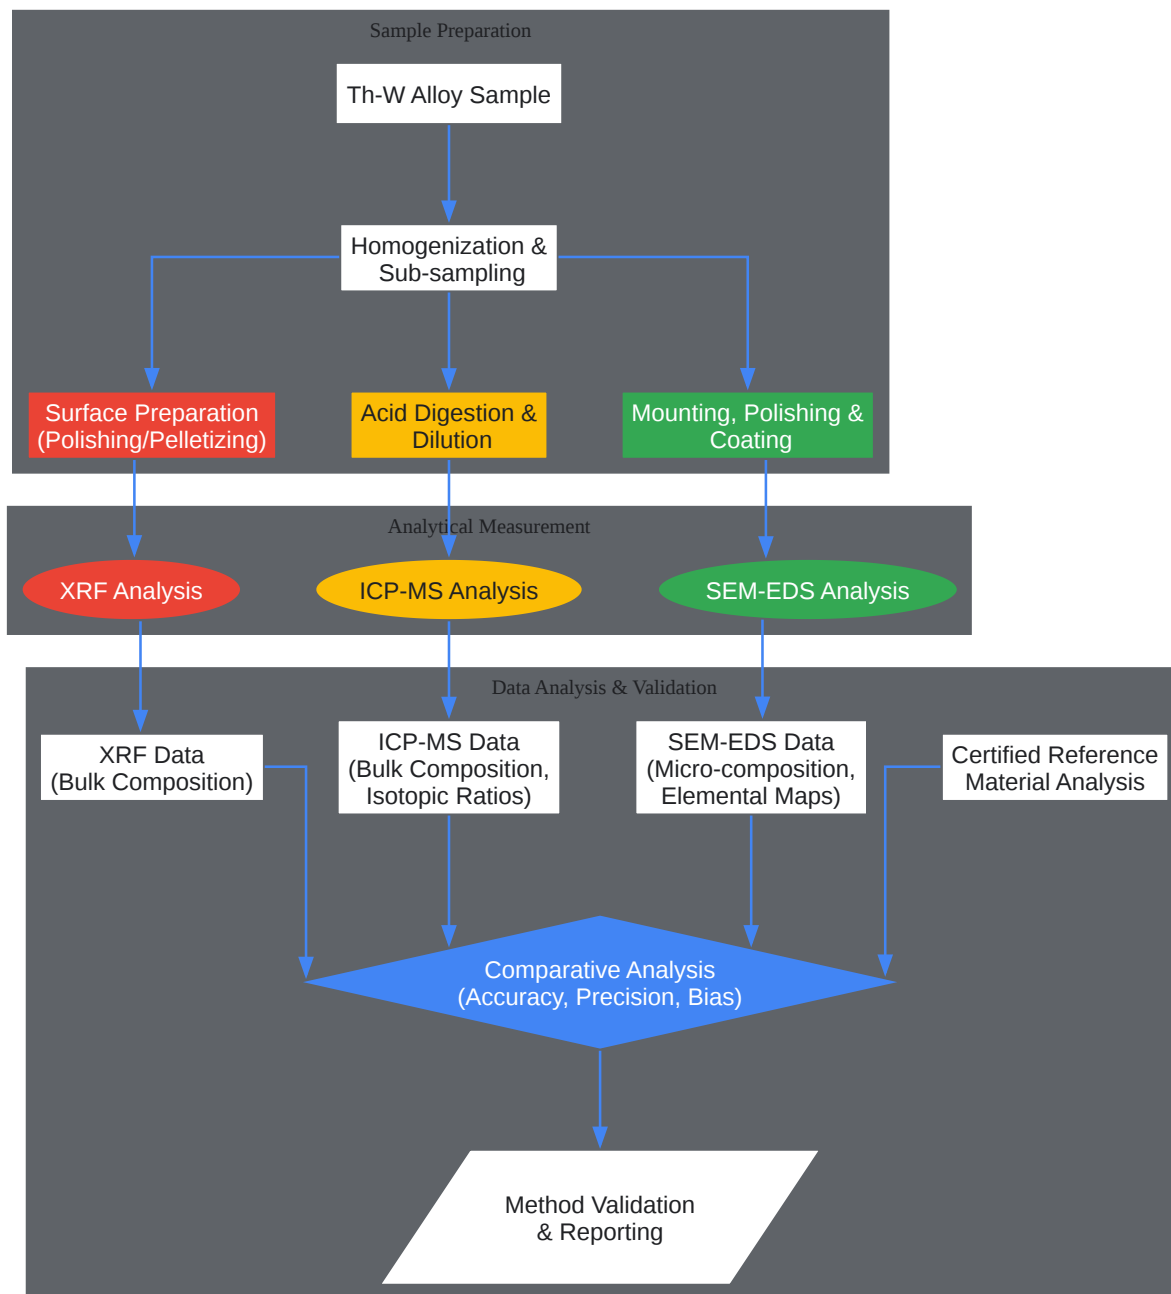 Sample Preparation
Th-W Alloy Sample
Homogenization &
Sub-sampling
Surface Preparation
(Polishing/Pelletizing)
Acid Digestion &
Dilution
Mounting, Polishing &
Coating
Analytical Measurement
XRF Analysis
ICP-MS Analysis
SEM-EDS Analysis
Data Analysis & Validation
XRF Data
(Bulk Composition)
ICP-MS Data
(Bulk Composition,
Isotopic Ratios)
SEM-EDS Data
(Micro-composition,
Elemental Maps)
Certified Reference
Material Analysis
Comparative Analysis
(Accuracy, Precision, Bias)
Method Validation
& Reporting